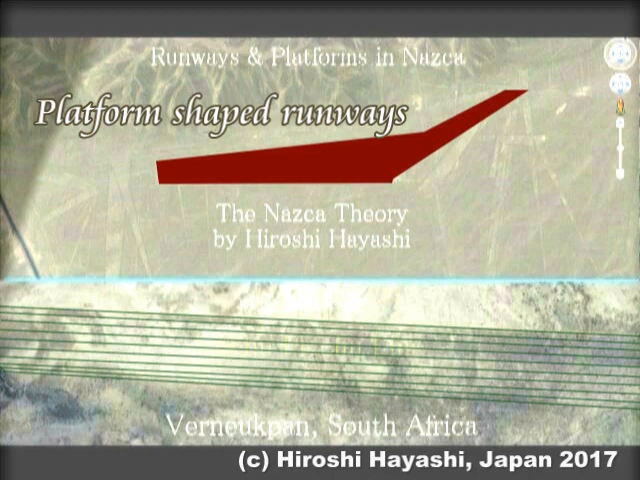 Runways & Platforms in Nazca
Platform shaped runways
The Nazca Theory
by Hiroshi Hayashi
Verneukpan, South Africa
(c) Hiroshi Hayashi, Japan 2017